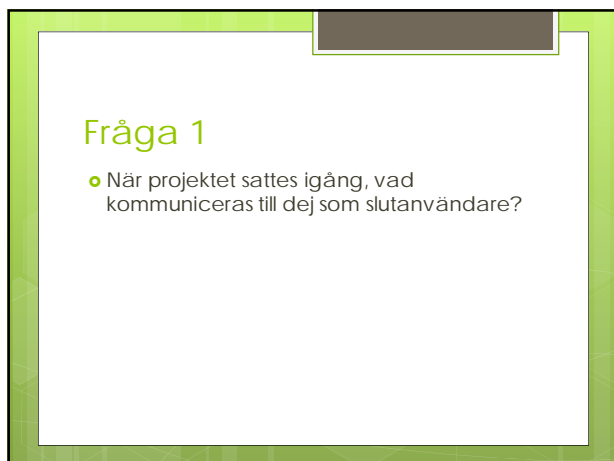 Fråga 1
När projektet sattes igång, vad
kommuniceras till dej som slutanvändare?